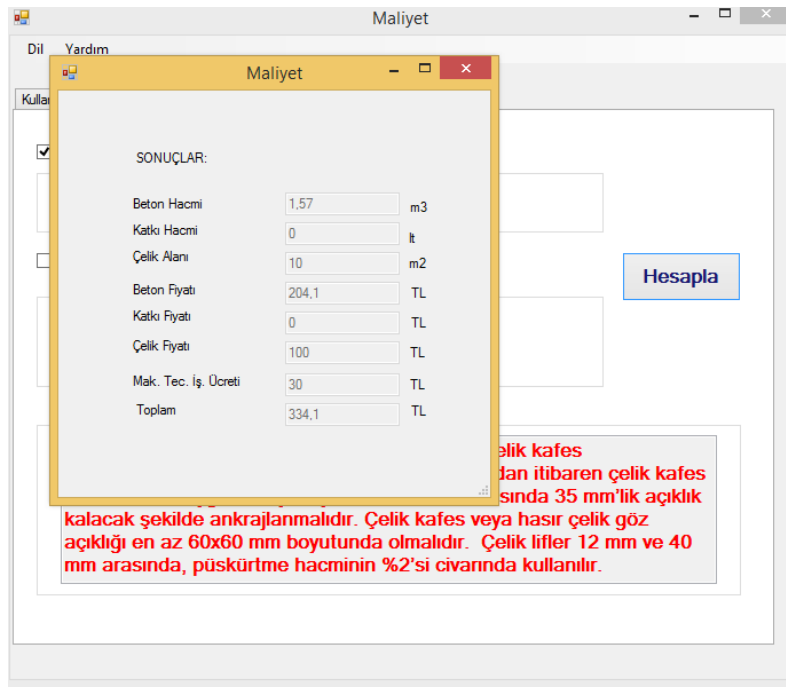 Maliyet
Dil Yardım
Maliyet
SONUÇLAR:
Beton Hacmi 1,57 m3
Katkı Hacmi 0 lt
Çelik Alanı 10 m2
Beton Fiyatı 204,1 TL
Katkı Fiyatı 0 TL
Çelik Fiyatı 100 TL
Mak. Tec. İş. Ücreti 30 TL
Toplam 334,1 TL
Hesapla
çelik kafes
itibaren çelik kafes
35 mm'lik açıklık
kalacak şekilde ankrajlanmalıdır. Çelik kafes veya hasır çelik göz
açıklığı en az 60x60 mm boyutunda olmalıdır. Çelik lifler 12 mm ve 40
mm arasında, püskürtme hacminin %2'si civarında kullanılır.